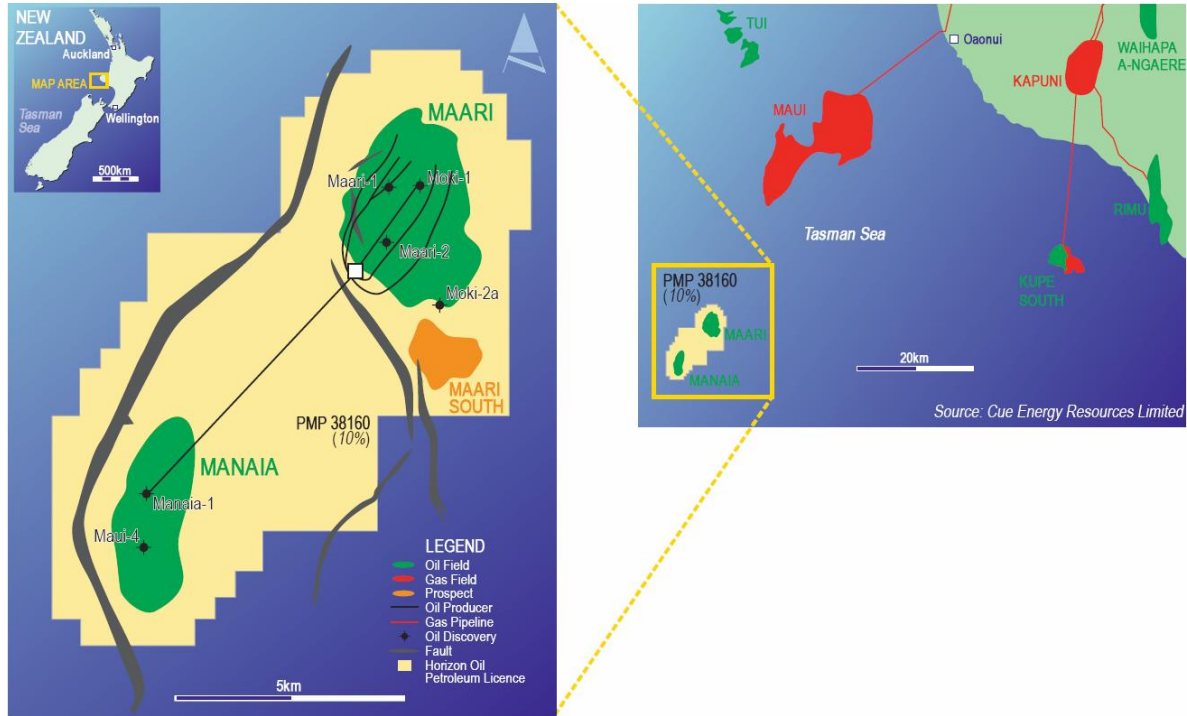 NEW
ZEALAND
Auckland
MAP AREA
Tasman
Sea
Wellington
500km
MAARI
Maari-1
Moki-1
Maari-2
Moki-2a
MAARI
SOUTH
PMP 38160
(10%)
MANAIA
Manaia-1
Maui-4
LEGEND
Oil Field
Gas Field
Prospect
Oil Producer
Gas Pipeline
Oil Discovery
Fault
Horizon Oil
Petroleum Licence
5km
TUI
Oaonui
WAIHAPA
A-NGAERE
KAPUNI
MAUI
RIMU
Tasman Sea
KUPE
SOUTH
PMP 38160
(10%)
MAARI
MANAIA
20km
Source: Cue Energy Resources Limited